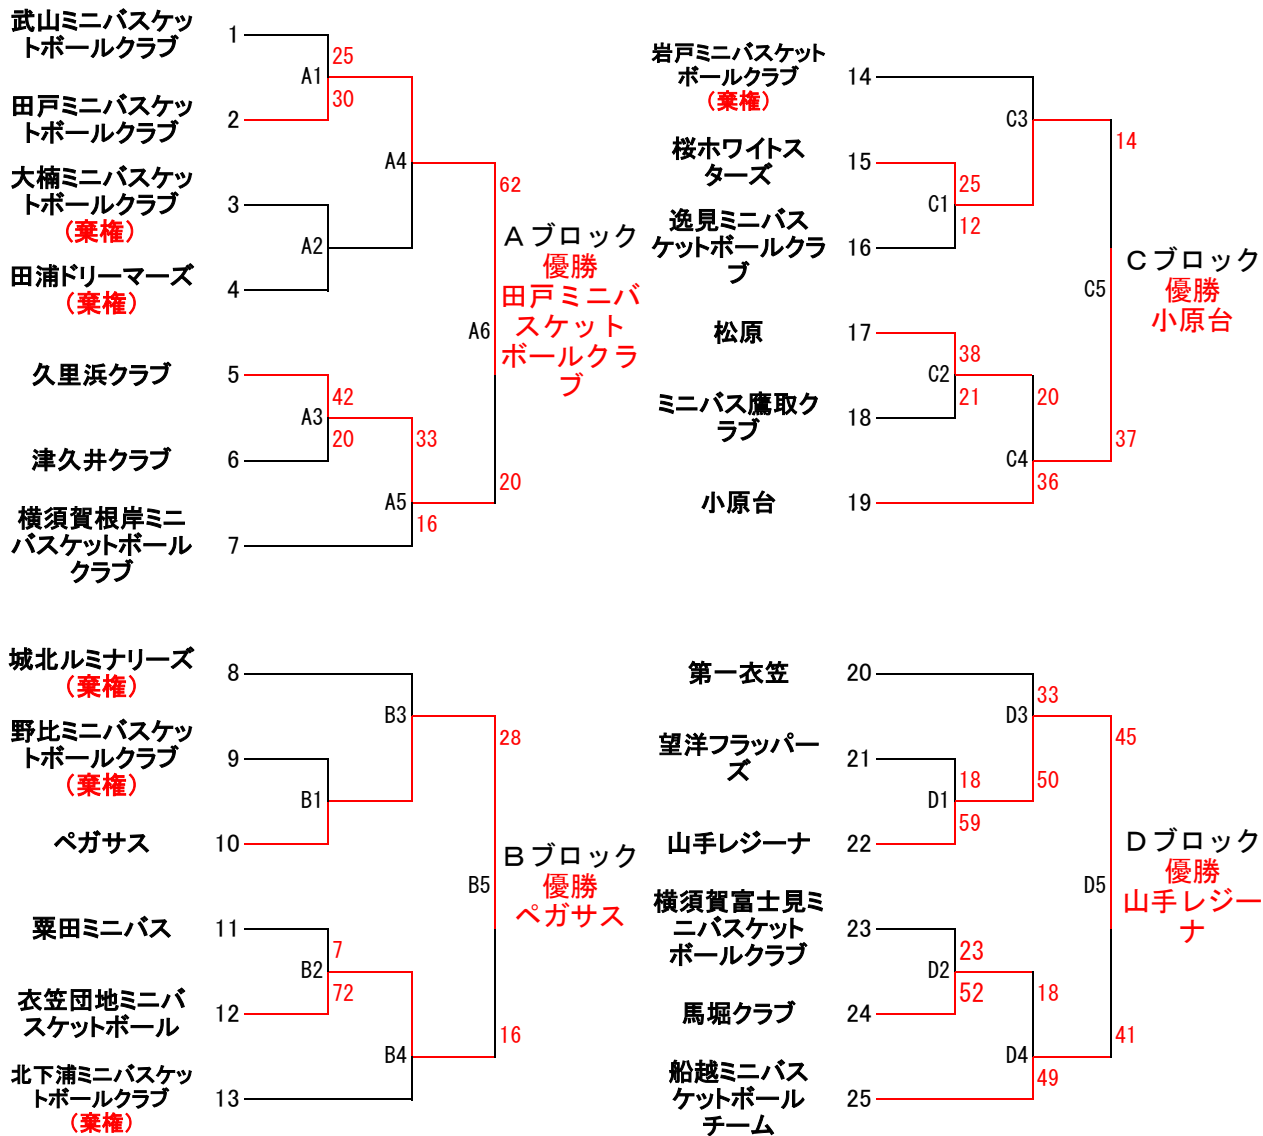 武山ミニバスケッ
トボールクラブ
1
25
A1
30
田戸ミニバスケッ
トボールクラブ
2
A4
62
大楠ミニバスケッ
トボールクラブ
（棄権）
3
A2
田浦ドリーマーズ
（棄権）
4
Aブロック
優勝
田戸ミニバ
スケット
ボールクラ
ブ
A6
久里浜クラブ
5
42
A3
20
33
津久井クラブ
6
A5
20
16
横須賀根岸ミニ
バスケットボール
クラブ
7
岩戸ミニバスケット
ボールクラブ
（棄権）
14
C3
14
桜ホワイトス
ターズ
15
25
C1
12
逸見ミニバス
ケットボールクラ
ブ
16
Cブロック
優勝
小原台
C5
松原
17
38
C2
21
20
ミニバス鷹取ク
ラブ
18
37
C4
36
小原台
19
城北ルミナリーズ
（棄権）
8
B3
28
野比ミニバスケッ
トボールクラブ
（棄権）
9
B1
ペガサス
10
Bブロック
優勝
ペガサス
B5
粟田ミニバス
11
7
B2
72
衣笠団地ミニバ
スケットボール
12
16
B4
北下浦ミニバスケッ
トボールクラブ
（棄権）
13
第一衣笠
20
33
D3
45
望洋フラッパー
ズ
21
18
50
D1
59
山手レジーナ
22
Dブロック
優勝
山手レジー
ナ
D5
横須賀富士見ミ
ニバスケット
ボールクラブ
23
23
D2
52
18
馬堀クラブ
24
41
D4
49
船越ミニバス
ケットボール
チーム
25